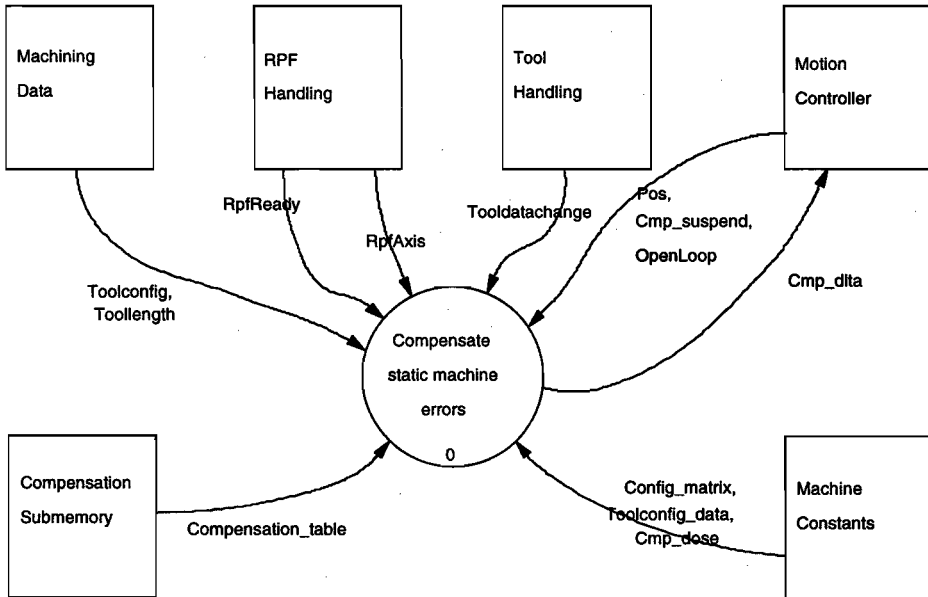 Machining
Data
RPF
Handling
Tool
Handling
Motion
Controller
RpfReady
RpfAxis
Tooldatachange
Pos,
Cmp_suspend,
OpenLoop
Toolconfig,
Toollength
Cmp_dlta
Compensate
static machine
errors
0
Compensation
Submemory
Compensation_table
Config_matrix,
Toolconfig_data,
Cmp_dose
Machine
Constants